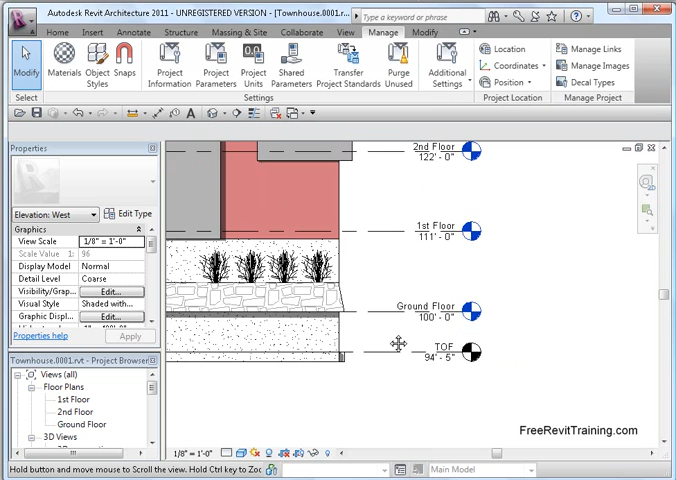 Autodesk Revit Architecture 2011 - UNREGISTERED VERSION - [Townhouse.0001.rvt...
Type a keyword or phrase
Home Insert Annotate Structure Massing & Site Collaborate View Manage Modify
Modify
Materials
Object Styles
Snaps
Project Information
Project Parameters
Project Units
Shared Parameters
Transfer Project Standards
Purge Unused
Additional Settings
Location
Coordinates
Position
Manage Links
Manage Images
Decal Types
Select
Settings
Project Location
Manage Project
Properties
Elevation: West
Edit Type
Graphics
View Scale 1/8" = 1'-0"
Scale Value 1: 96
Display Model Normal
Detail Level Coarse
Visibility/Grap... Edit...
Visual Style Shaded with...
Graphic Displ... Edit...
Properties help
Apply
Townhouse.0001.rvt - Project Browser
Views (all)
Floor Plans
1st Floor
2nd Floor
Ground Floor
3D Views
2nd Floor
122' - 0"
1st Floor
111' - 0"
Ground Floor
100' - 0"
TOF
94' - 5"
FreeRevitTraining.com
1/8" = 1'-0"
Hold button and move mouse to Scroll the view. Hold Ctrl key to Zoo
:0
Main Model